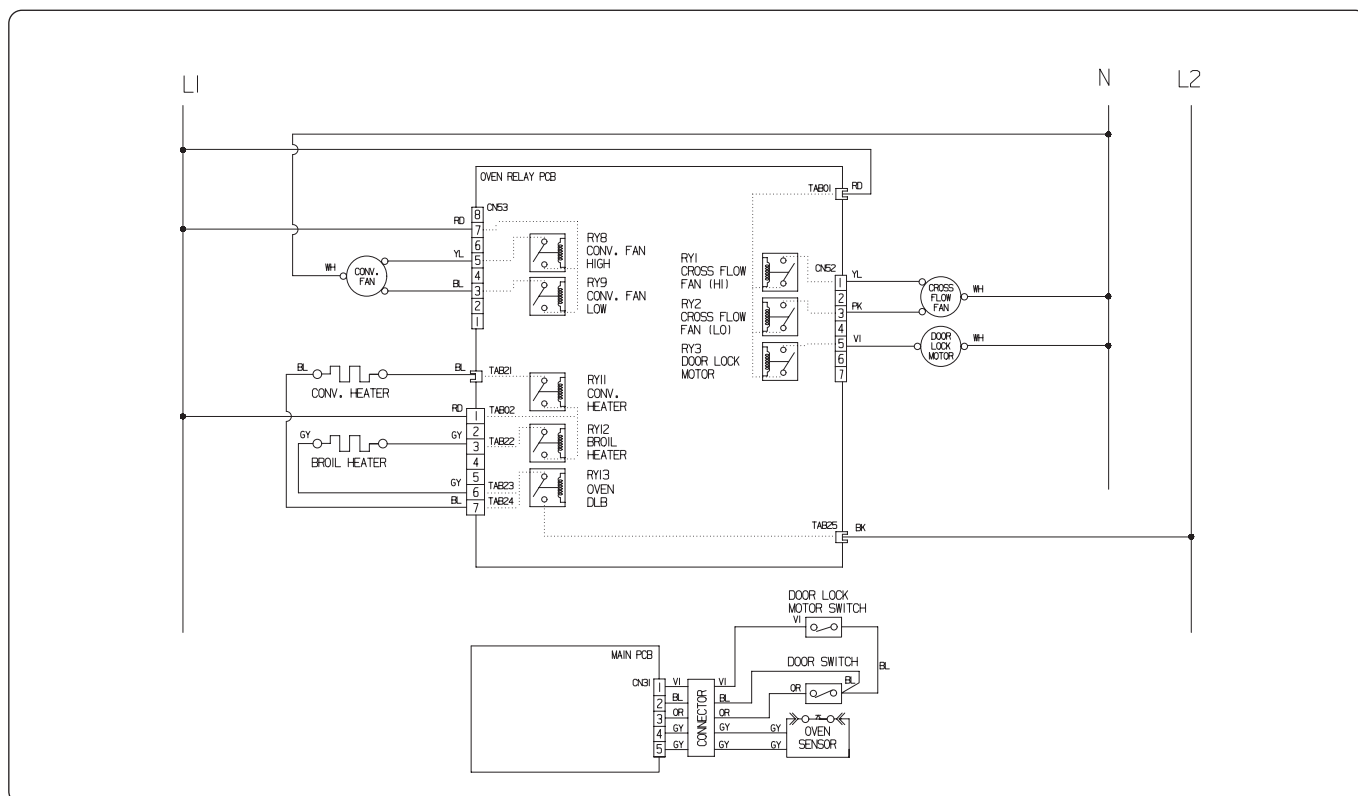 L1
N
L2
OVEN RELAY PCB
TAB01
RD
CN53
8
7
6
5
4
3
2
1
RD
YL
BL
WH
CONV.
FAN
RY8
CONV. FAN
HIGH
RY9
CONV. FAN
LOW
RY1
CROSS FLOW
FAN (HI)
RY2
CROSS FLOW
FAN (LO)
RY3
DOOR LOCK
MOTOR
CN52
1
2
3
4
5
6
7
YL
PK
VI
CROSS
FLOW
FAN
WH
DOOR
LOCK
MOTOR
WH
BL
CONV. HEATER
BL
TAB21
RY11
CONV.
HEATER
RD
1
2
3
4
5
6
7
TAB02
GY
BROIL HEATER
GY
TAB22
RY12
BROIL
HEATER
GY
TAB23
BL
TAB24
RY13
OVEN
DLB
TAB25
BK
DOOR LOCK
MOTOR SWITCH
VI
BL
DOOR SWITCH
BL
OR
MAIN PCB
CN31
1
2
3
4
5
VI
BL
OR
GY
GY
CONNECTOR
VI
BL
OR
GY
GY
GY
GY
OVEN
SENSOR